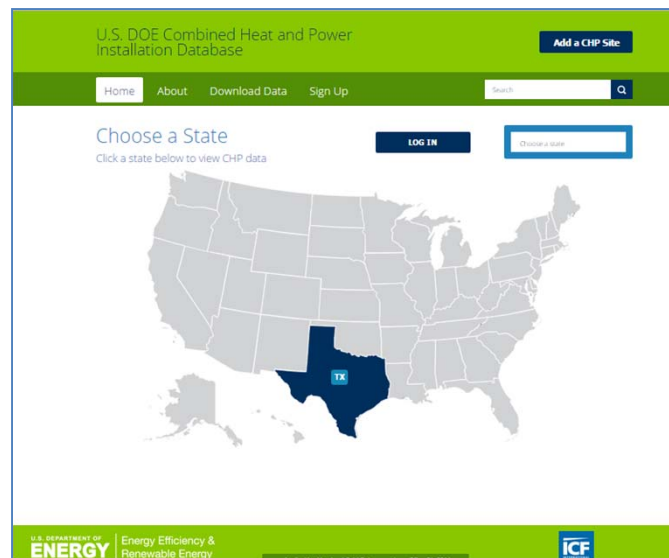 U.S. DOE Combined Heat and Power
Installation Database
Add a CHP Site
Home About Download Data Sign Up
Search
Choose a State
LOG IN
Choose a state
Click a state below to view CHP data
TX
U.S. DEPARTMENT OF
ENERGY
Energy Efficiency &
Renewable Energy
ICF